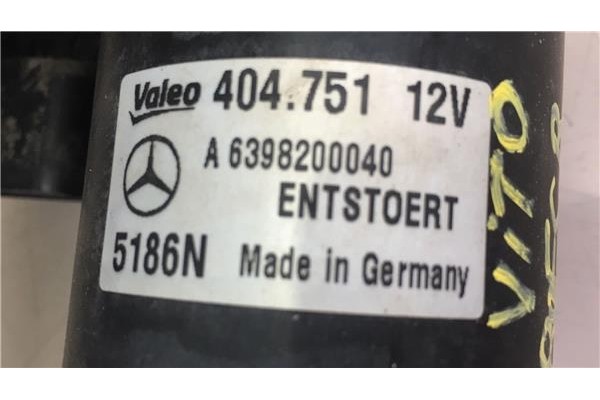 Valeo 404.751 12V
A 6398200040
ENTSTOERT
5186N Made in Germany
ViTO